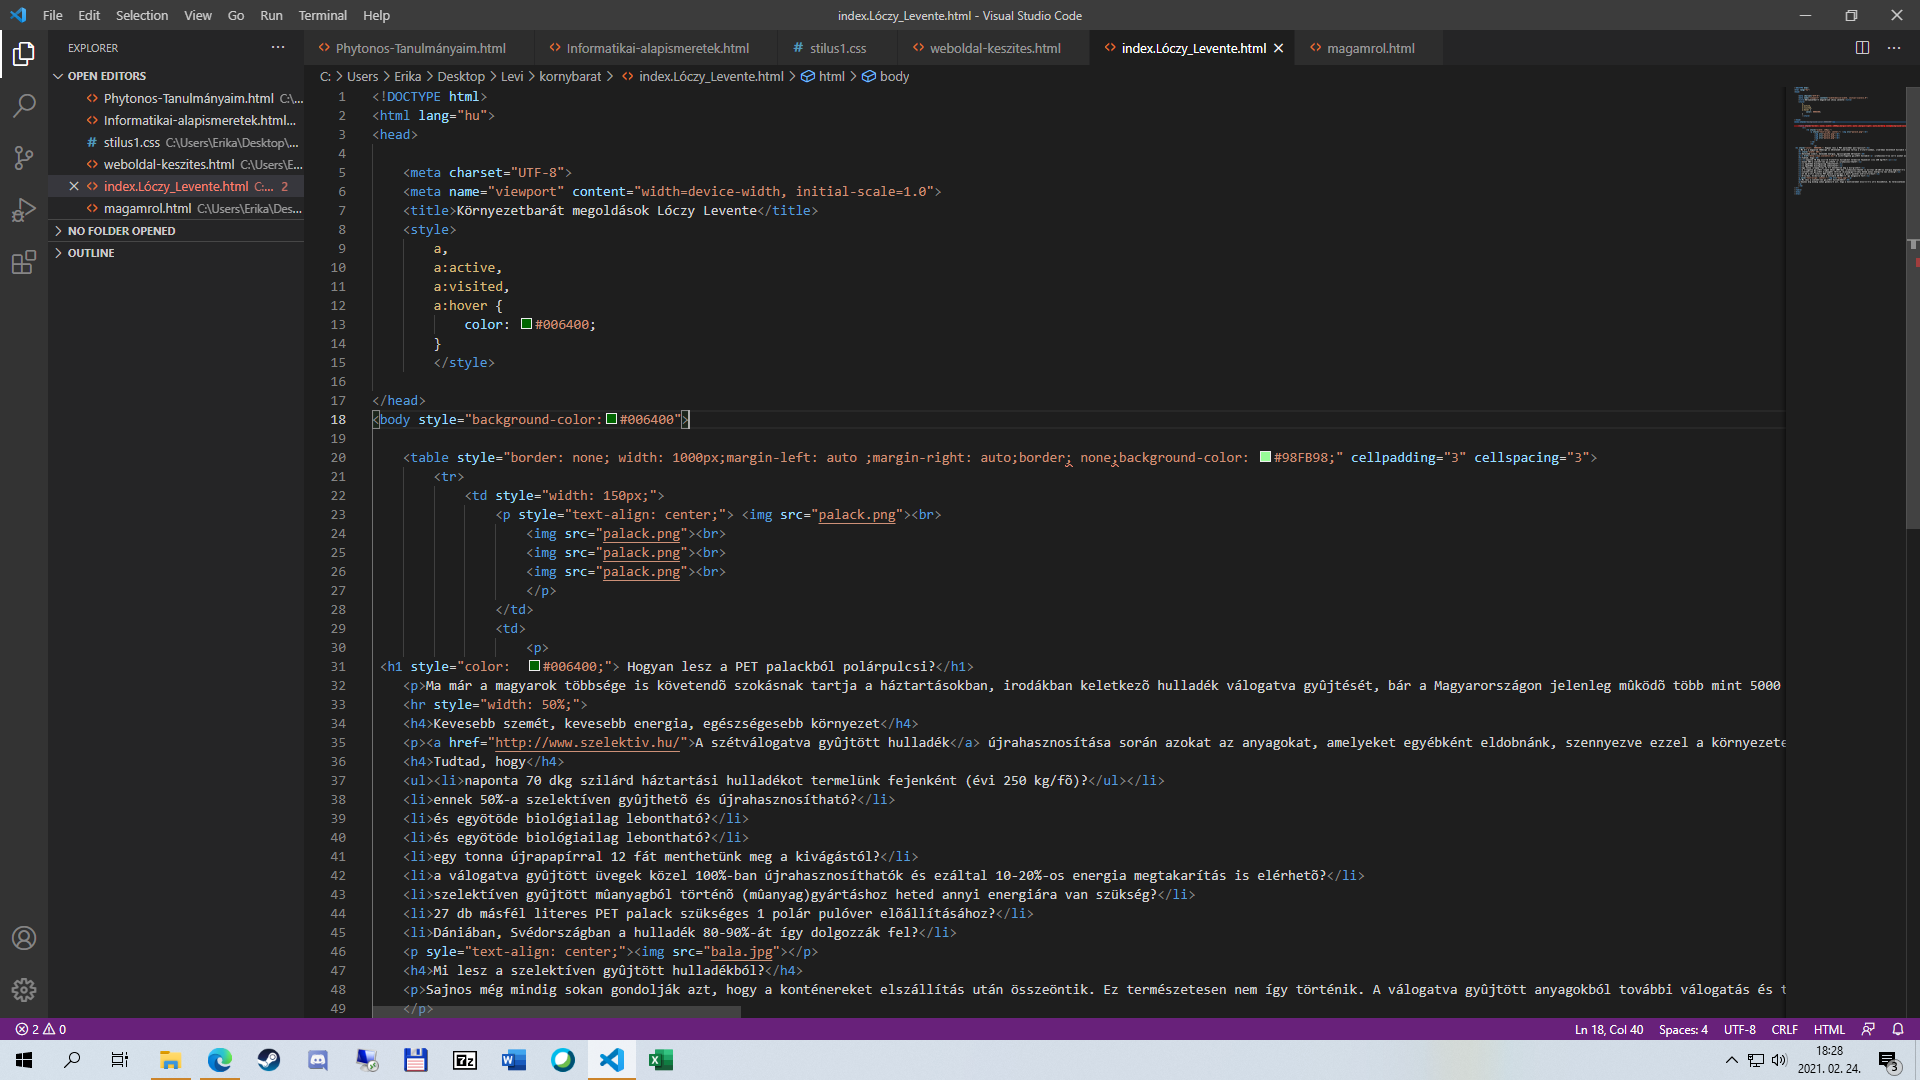 File Edit Selection View Go Run Terminal Help
index.Lóczy_Levente.html - Visual Studio Code
EXPLORER
OPEN EDITORS
Phytonos-Tanulmányaim.html C:\...
Informatikai-alapismeretek.html...
stilus1.css C:\Users\Erika\Desktop\...
weboldal-keszites.html C:\Users\E...
index.Lóczy_Levente.html C:... 2
magamrol.html C:\Users\Erika\Des...
NO FOLDER OPENED
OUTLINE
Phytonos-Tanulmányaim.html Informatikai-alapismeretek.html # stilus1.css weboldal-keszites.html index.Lóczy_Levente.html magamrol.html
C: > Users > Erika > Desktop > Levi > kornybarat > index.Lóczy_Levente.html > html > body
1 <!DOCTYPE html>
2 <html lang="hu">
3 <head>
4
5 <meta charset="UTF-8">
6 <meta name="viewport" content="width=device-width, initial-scale=1.0">
7 <title>Környezetbarát megoldások Lóczy Levente</title>
8 <style>
9 a,
10 a:active,
11 a:visited,
12 a:hover {
13 color: #006400;
14 }
15 </style>
16
17 </head>
18 <body style="background-color:#006400">
19
20 <table style="border: none; width: 1000px;margin-left: auto ;margin-right: auto;border; none;background-color: #98FB98;" cellpadding="3" cellspacing="3">
21 <tr>
22 <td style="width: 150px;">
23 <p style="text-align: center;"> <img src="palack.png"><br>
24 <img src="palack.png"><br>
25 <img src="palack.png"><br>
26 <img src="palack.png"><br>
27 </p>
28 </td>
29 <td>
30 <p>
31 <h1 style="color: #006400;"> Hogyan lesz a PET palackból polárpulcsi?</h1>
32 <p>Ma már a magyarok többsége is követendõ szokásnak tartja a háztartásokban, irodákban keletkezõ hulladék válogatva gyûjtését, bár a Magyarországon jelenleg mûködõ több mint 5000
33 <hr style="width: 50%;">
34 <h4>Kevesebb szemét, kevesebb energia, egészségesebb környezet</h4>
35 <p><a href="http://www.szelektiv.hu/">A szétválogatva gyûjtött hulladék</a> újrahasznosítása során azokat az anyagokat, amelyeket egyébként eldobnánk, szennyezve ezzel a környezete
36 <h4>Tudtad, hogy</h4>
37 <ul><li>naponta 70 dkg szilárd háztartási hulladékot termelünk fejenként (évi 250 kg/fõ)?</ul></li>
38 <li>ennek 50%-a szelektíven gyûjthetõ és újrahasznosítható?</li>
39 <li>és egyötöde biológiailag lebontható?</li>
40 <li>és egyötöde biológiailag lebontható?</li>
41 <li>egy tonna újrapapírral 12 fát menthetünk meg a kivágástól?</li>
42 <li>a válogatva gyûjtött üvegek közel 100%-ban újrahasznosíthatók és ezáltal 10-20%-os energia megtakarítás is elérhetõ?</li>
43 <li>szelektíven gyûjtött mûanyagból történõ (mûanyag)gyártáshoz heted annyi energiára van szükség?</li>
44 <li>27 db másfél literes PET palack szükséges 1 polár pulóver elõállításához?</li>
45 <li>Dániában, Svédországban a hulladék 80-90%-át így dolgozzák fel?</li>
46 <p syle="text-align: center;"><img src="bala.jpg"></p>
47 <h4>Mi lesz a szelektíven gyûjtött hulladékból?</h4>
48 <p>Sajnos még mindig sokan gondolják azt, hogy a konténereket elszállítás után összeöntik. Ez természetesen nem így történik. A válogatva gyûjtött anyagokból további válogatás és t
49 </p>
2 0
Ln 18, Col 40 Spaces: 4 UTF-8 CRLF HTML
7z
18:28
2021. 02. 24.
3